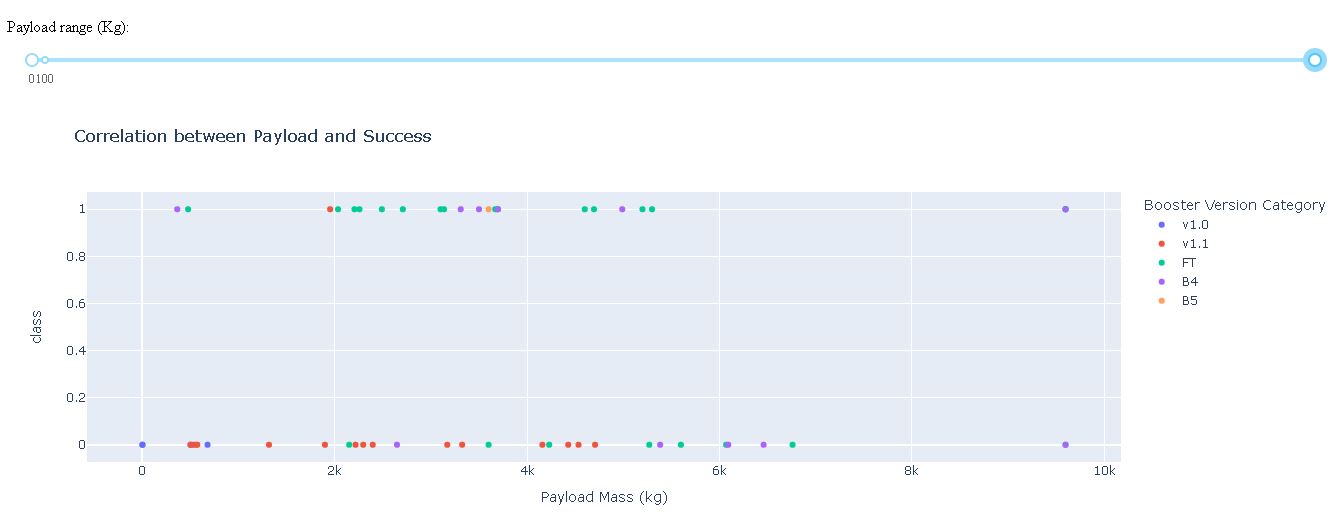 Payload range (Kg):
0100
Correlation between Payload and Success
Booster Version Category
v1.0
v1.1
FT
B4
B5
class
1
0.8
0.6
0.4
0.2
0
0 2k 4k 6k 8k 10k
Payload Mass (kg)